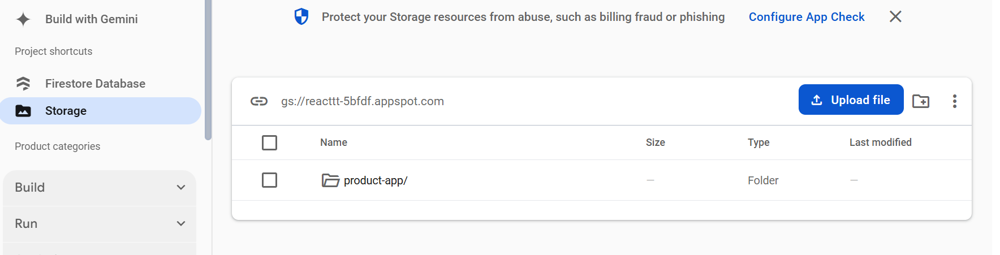 Build with Gemini
Project shortcuts
Firestore Database
Storage
Product categories
Build
Run
Protect your Storage resources from abuse, such as billing fraud or phishing Configure App Check
gs://reacttt-5bfdf.appspot.com Upload file
Name Size Type Last modified
product-app/ — Folder —